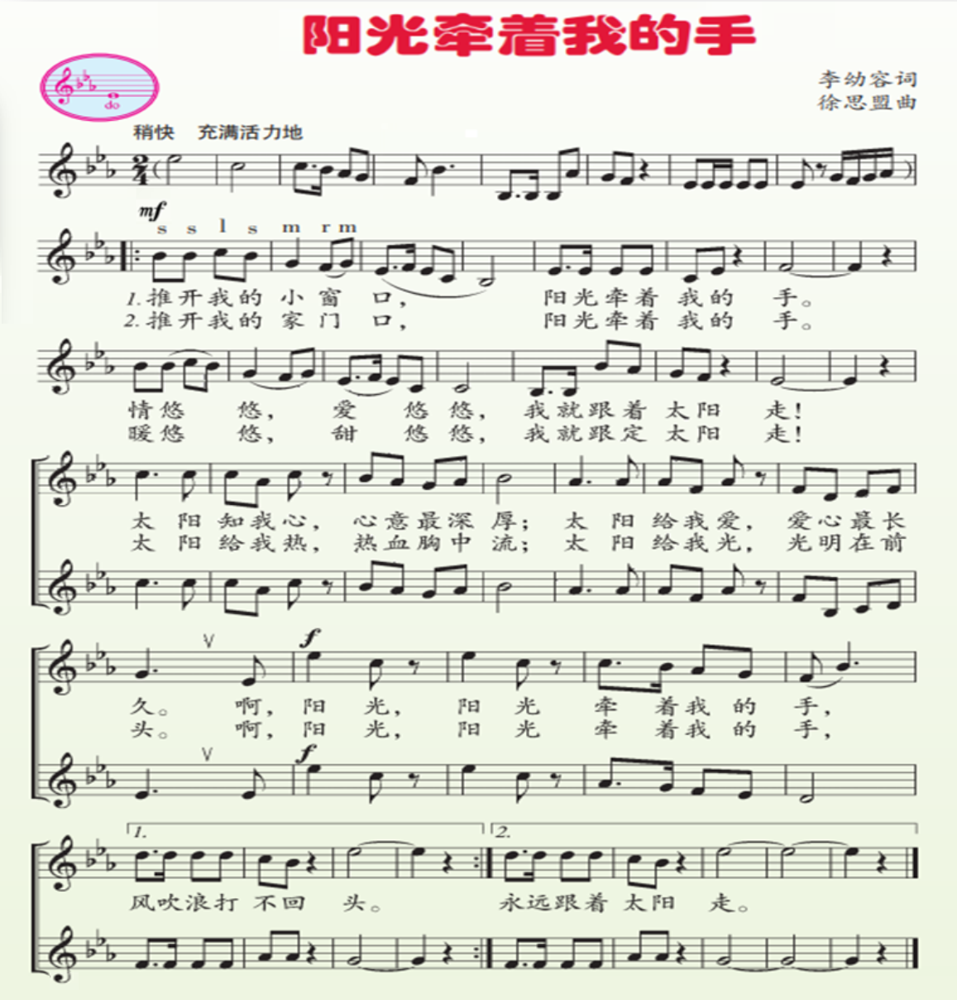 阳光牵着我的手
李幼容词
徐思盟曲
do
稍快 充满活力地
2/4
mf
s s l s m r m
1.推开我的小窗口， 阳光牵着我的手。
2.推开我的家门口， 阳光牵着我的手。
情悠悠，爱悠悠，我就跟着太阳走！
暖悠悠，甜悠悠，我就跟定太阳走！
太阳知我心，心意最深厚；太阳给我爱，爱心最长
太阳给我热，热血胸中流；太阳给我光，光明在前
f
久。啊，阳光，阳光牵着我的手，
头。啊，阳光，阳光牵着我的手，
f
1. 2.
风吹浪打不回头。 永远跟着太阳走。